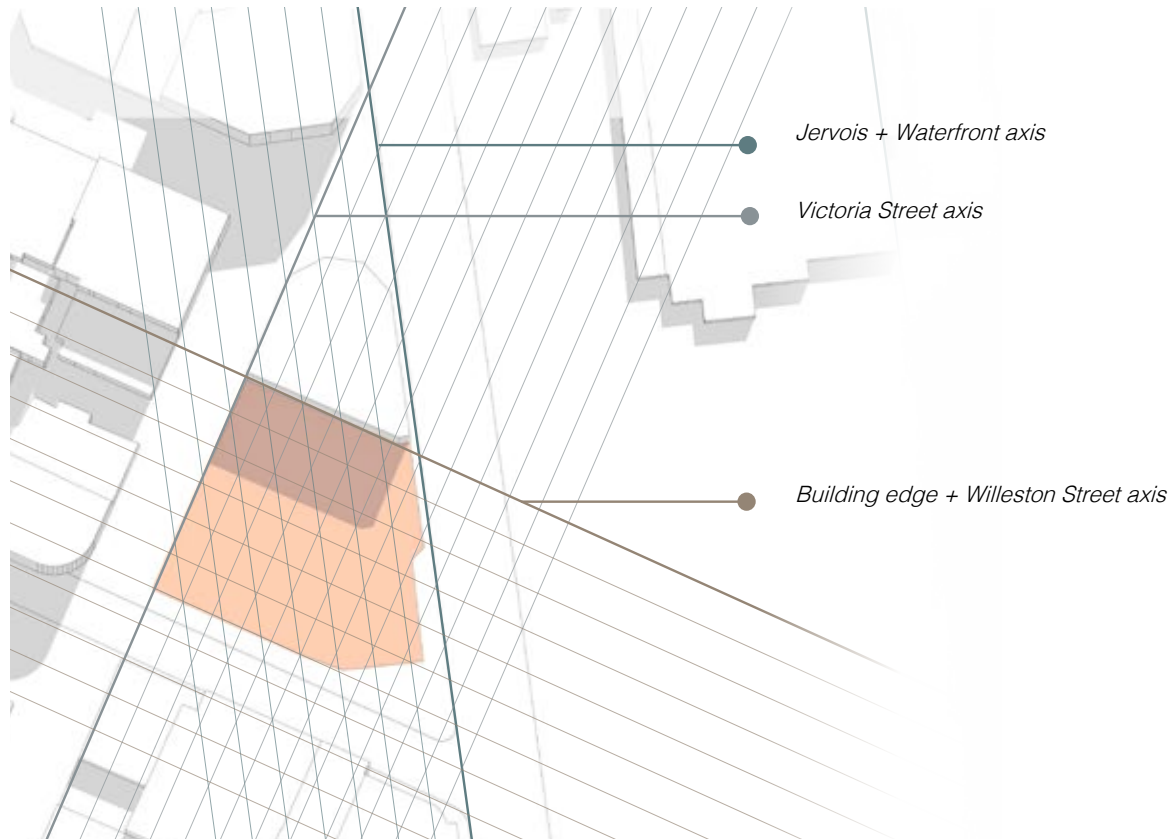 Jervois + Waterfront axis
Victoria Street axis
Building edge + Willeston Street axis